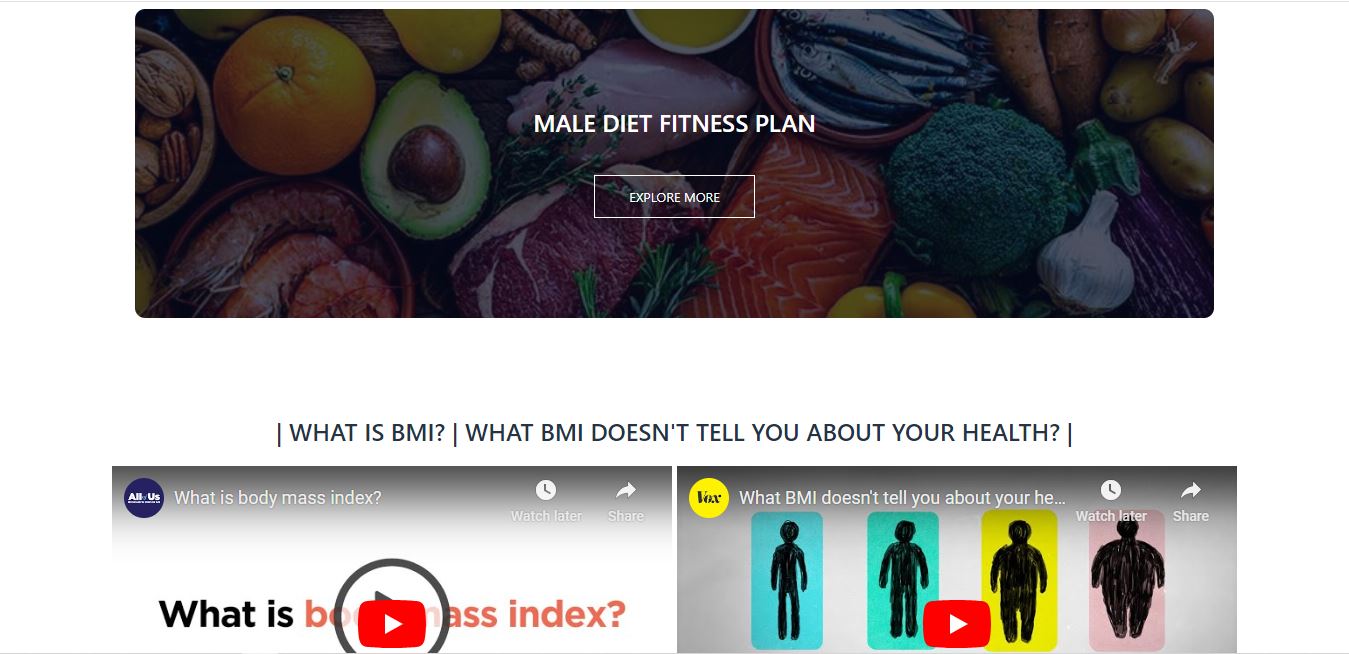 MALE DIET FITNESS PLAN
EXPLORE MORE
| WHAT IS BMI? | WHAT BMI DOESN'T TELL YOU ABOUT YOUR HEALTH? |
All of Us
What is body mass index?
Watch later
Share
Vox
What BMI doesn't tell you about your he...
Watch later
Share
What is bo ass index?